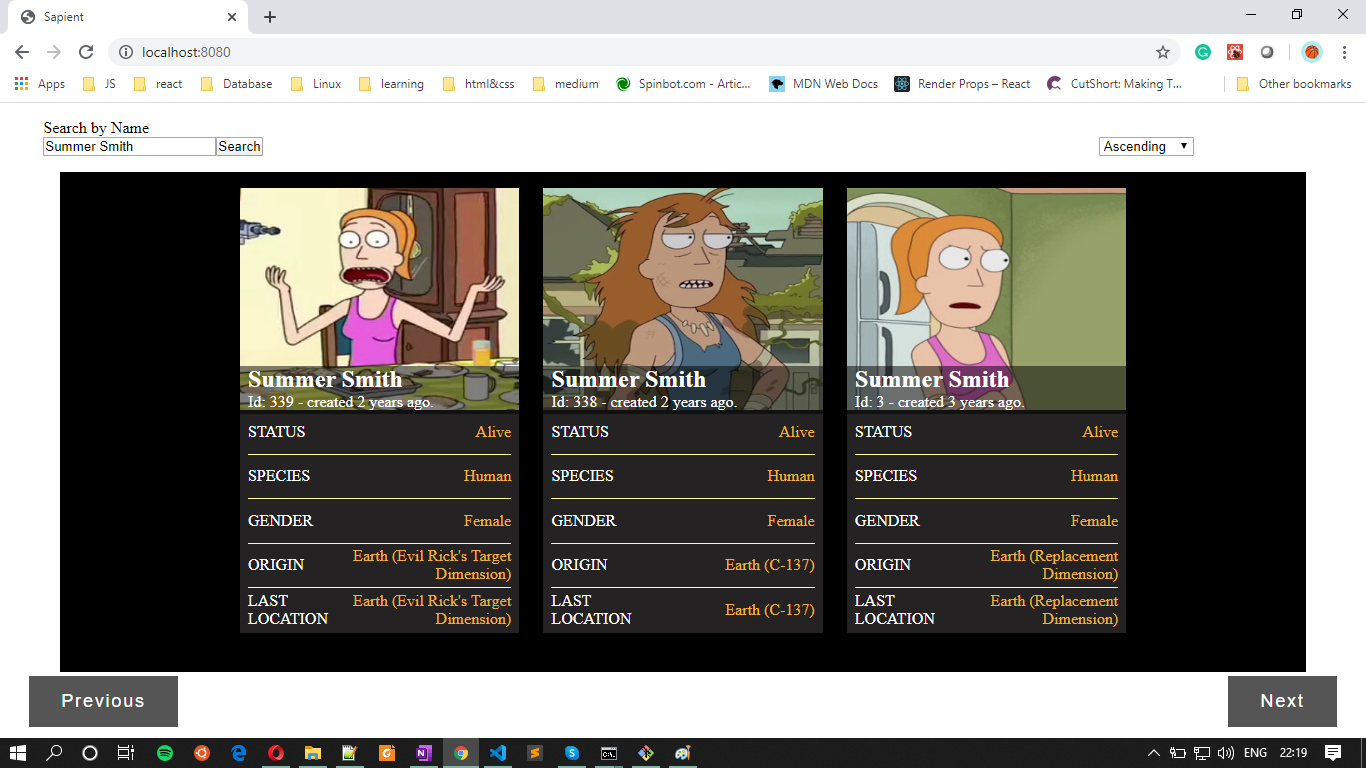 Sapient
localhost:8080
Apps JS react Database Linux learning html&css medium Spinbot.com - Artic... MDN Web Docs Render Props – React CutShort: Making T... Other bookmarks
Search by Name
Summer Smith Search Ascending
Summer Smith
Id: 339 - created 2 years ago.
STATUS Alive
SPECIES Human
GENDER Female
ORIGIN Earth (Evil Rick's Target
Dimension)
LAST Earth (Evil Rick's Target
LOCATION Dimension)
Summer Smith
Id: 338 - created 2 years ago.
STATUS Alive
SPECIES Human
GENDER Female
ORIGIN Earth (C-137)
LAST
LOCATION Earth (C-137)
Summer Smith
Id: 3 - created 3 years ago.
STATUS Alive
SPECIES Human
GENDER Female
ORIGIN Earth (Replacement
Dimension)
LAST Earth (Replacement
LOCATION Dimension)
Previous Next
ENG 22:19